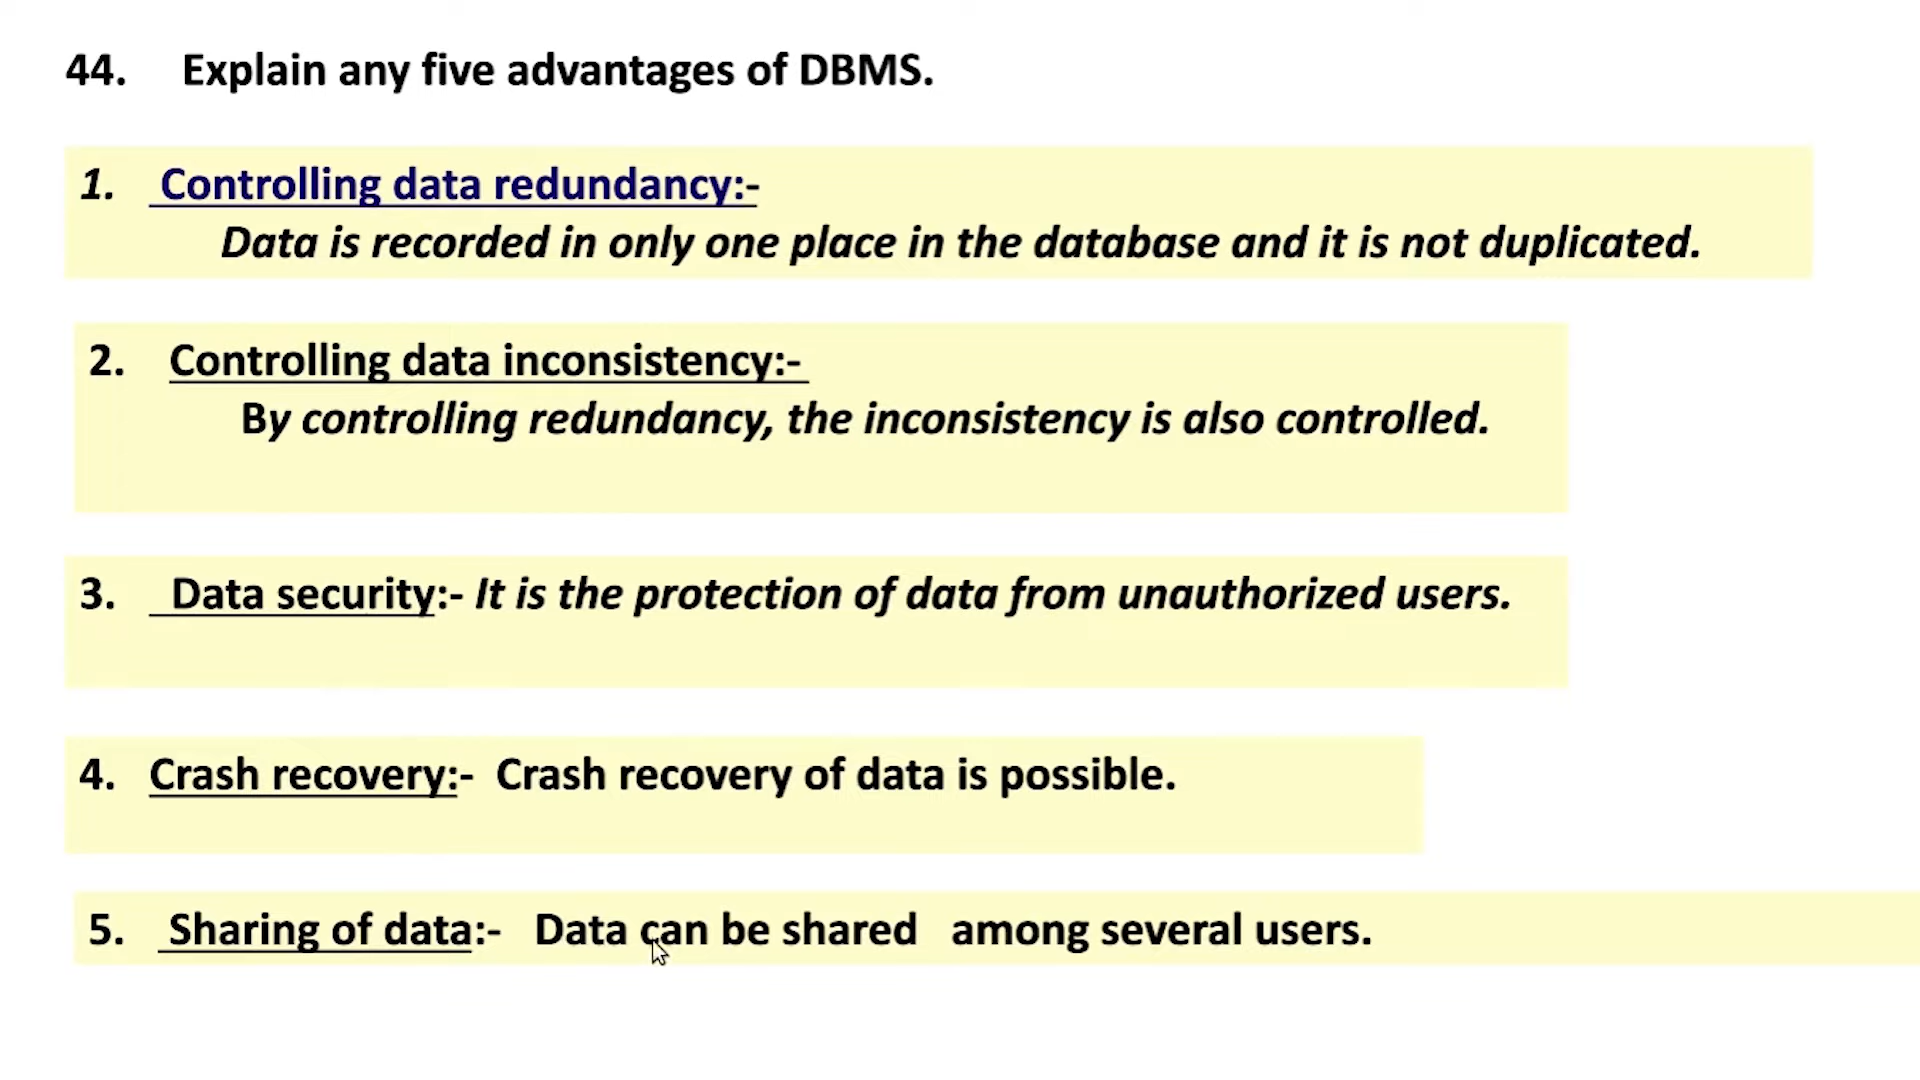 44. Explain any five advantages of DBMS.
1. Controlling data redundancy:-
Data is recorded in only one place in the database and it is not duplicated.
2. Controlling data inconsistency:-
By controlling redundancy, the inconsistency is also controlled.
3. Data security:- It is the protection of data from unauthorized users.
4. Crash recovery:- Crash recovery of data is possible.
5. Sharing of data:- Data can be shared among several users.